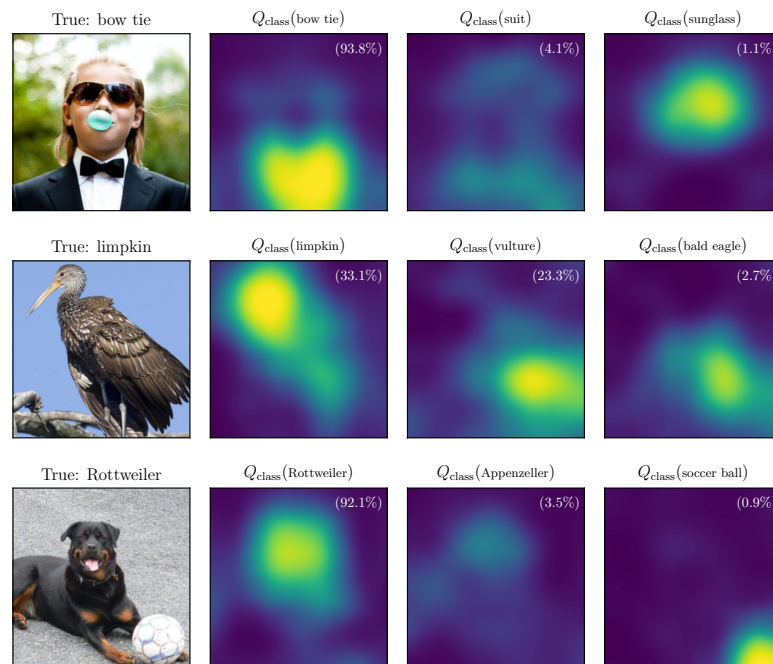 True: bow tie
Q_class(bow tie)
Q_class(suit)
Q_class(sunglass)
(93.8%)
(4.1%)
(1.1%
True: limpkin
Q_class(limpkin)
Q_class(vulture)
Q_class(bald eagle)
(33.1%)
(23.3%)
(2.7%
True: Rottweiler
Q_class(Rottweiler)
Q_class(Appenzeller)
Q_class(soccer ball)
(92.1%)
(3.5%)
(0.9%